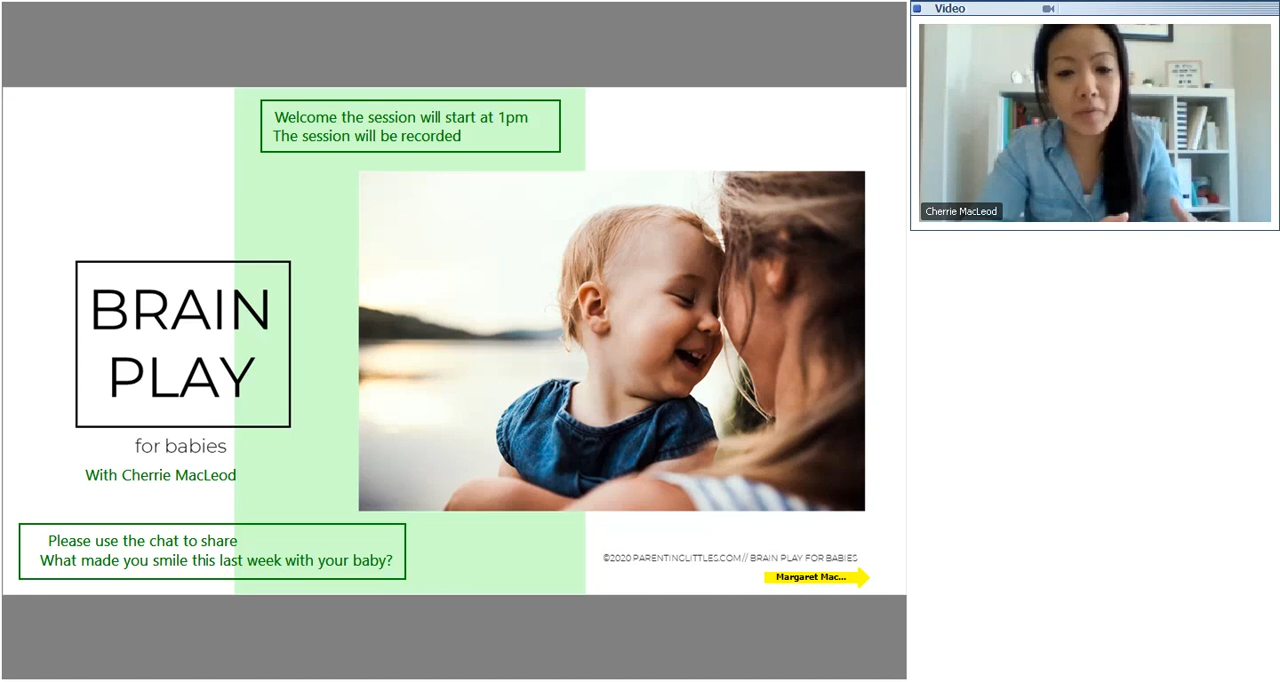 Welcome the session will start at 1pm
The session will be recorded
BRAIN
PLAY
for babies
With Cherrie MacLeod
Please use the chat to share
What made you smile this last week with your baby?
©2020 PARENTINGLITTLES.COM// BRAIN PLAY FOR BABIES
Margaret Mac...
Video
Cherrie MacLeod